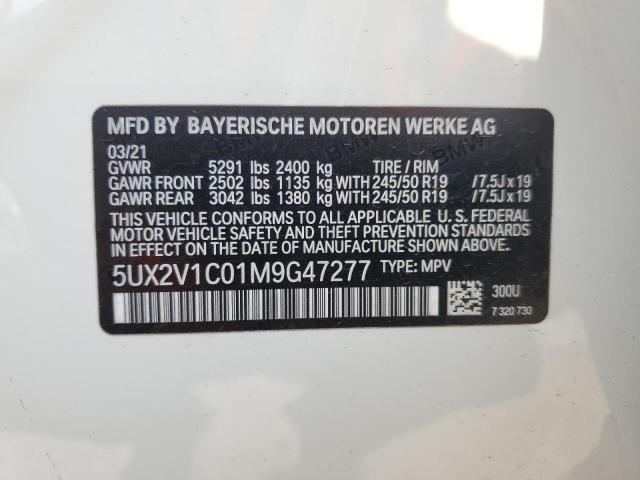 MFD BY BAYERISCHE MOTOREN WERKE AG
03/21
GVWR 5291 lbs 2400 kg TIRE / RIM
GAWR FRONT 2502 lbs 1135 kg WITH 245/50 R19 /7.5J x 19
GAWR REAR 3042 lbs 1380 kg WITH 245/50 R19 /7.5J x 19
THIS VEHICLE CONFORMS TO ALL APPLICABLE U. S. FEDERAL
MOTOR VEHICLE SAFETY AND THEFT PREVENTION STANDARDS
IN EFFECT ON THE DATE OF MANUFACTURE SHOWN ABOVE.
5UX2V1C01M9G47277 TYPE: MPV
300U
7 320 730